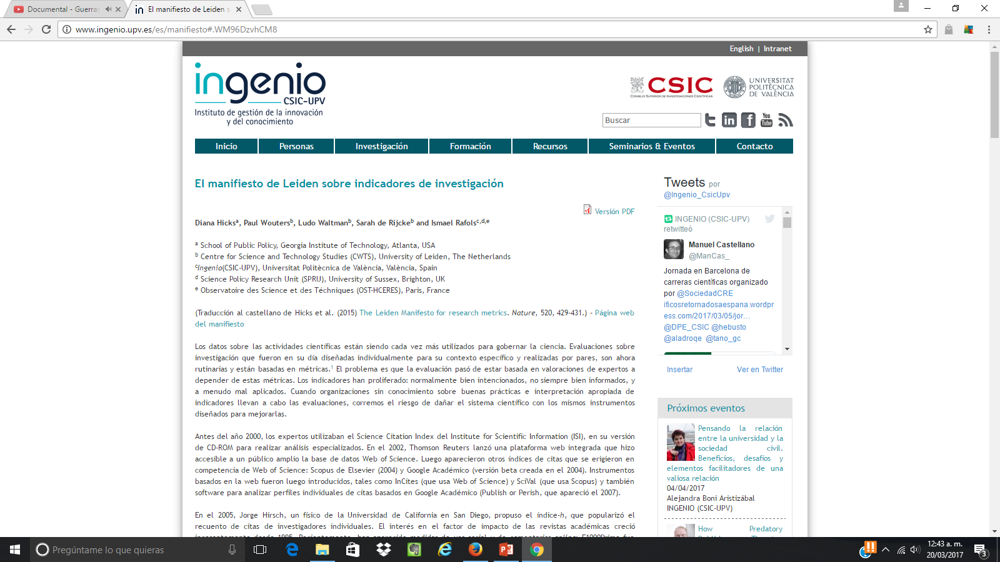 Documental - Guerras
El manifiesto de Leiden s
www.ingenio.upv.es/es/manifiesto#.WM96DzvhCM8
English | Intranet
ingenio
CSIC-UPV
Instituto de gestión de la innovación
y del conocimiento
CSIC
CONSEJO SUPERIOR DE INVESTIGACIONES CIENTÍFICAS
UNIVERSITAT
POLITÈCNICA
DE VALÈNCIA
Buscar
You
Tube
Inicio Personas Investigación Formación Recursos Seminarios & Eventos Contacto
El manifiesto de Leiden sobre indicadores de investigación
Versión PDF
Diana Hicksa, Paul Woutersb, Ludo Waltmanb, Sarah de Rijckeb and Ismael Rafolsc,d,e
a School of Public Policy, Georgia Institute of Technology, Atlanta, USA
b Centre for Science and Technology Studies (CWTS), University of Leiden, The Netherlands
cIngenio(CSIC-UPV), Universitat Politècnica de València, València, Spain
d Science Policy Research Unit (SPRU), University of Sussex, Brighton, UK
e Observatoire des Science et des Téchniques (OST-HCERES), Paris, France
(Traducción al castellano de Hicks et al. (2015) The Leiden Manifesto for research metrics. Nature, 520, 429-431.) - Página web
del manifiesto
Los datos sobre las actividades científicas están siendo cada vez más utilizados para gobernar la ciencia. Evaluaciones sobre
investigación que fueron en su día diseñadas individualmente para su contexto específico y realizadas por pares, son ahora
rutinarias y están basadas en métricas.1 El problema es que la evaluación pasó de estar basada en valoraciones de expertos a
depender de estas métricas. Los indicadores han proliferado: normalmente bien intencionados, no siempre bien informados, y
a menudo mal aplicados. Cuando organizaciones sin conocimiento sobre buenas prácticas e interpretación apropiada de
indicadores llevan a cabo las evaluaciones, corremos el riesgo de dañar el sistema científico con los mismos instrumentos
diseñados para mejorarlas.
Antes del año 2000, los expertos utilizaban el Science Citation Index del Institute for Scientific Information (ISI), en su versión
de CD-ROM para realizar análisis especializados. En el 2002, Thomson Reuters lanzó una plataforma web integrada que hizo
accesible a un público amplio la base de datos Web of Science. Luego aparecieron otros índices de citas que se erigieron en
competencia de Web of Science: Scopus de Elsevier (2004) y Google Académico (versión beta creada en el 2004). Instrumentos
basados en la web fueron luego introducidos, tales como InCites (que usa Web of Science) y SciVal (que usa Scopus) y también
software para analizar perfiles individuales de citas basados en Google Académico (Publish or Perish, que apareció el 2007).
En el 2005, Jorge Hirsch, un físico de la Universidad de California en San Diego, propuso el índice-h, que popularizó el
recuento de citas de investigadores individuales. El interés en el factor de impacto de las revistas académicas creció
Tweets por
@Ingenio_CsicUpv
INGENIO (CSIC-UPV)
retwitteó
Manuel Castellano
@ManCas_
Jornada en Barcelona de
carreras científicas organizado
por @SociedadCRE
ificosretornadosaespana.wordpr
ess.com/2017/03/05/jor...
@DPE_CSIC @hebusto
@aladroqe @tano_gc
Insertar Ver en Twitter
Próximos eventos
Pensando la relación
entre la universidad y la
sociedad civil.
Beneficios, desafíos y
elementos facilitadores de una
valiosa relación
04/04/2017
Alejandra Boni Aristizábal
INGENIO (CSIC-UPV)
How Predatory
Pregúntame lo que quieras
12:43 a. m.
20/03/2017
3